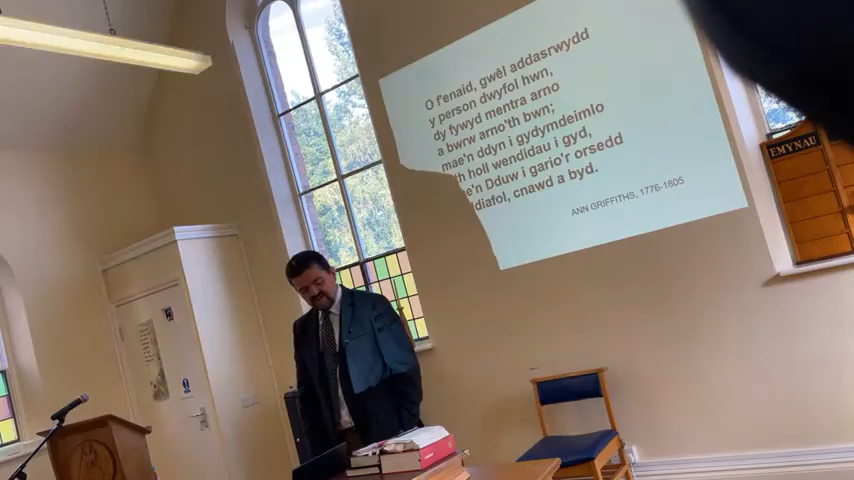 O f'enaid, gwêl addasrwydd
y person dwyfol hwn,
dy fywyd mentra arno
a bwrw arno'th bwn;
mae'n ddyn i gydymdeimlo
th holl wendidau i gyd,
e'n Dduw i gario'r orsedd
diafol, cnawd a byd.
ANN GRIFFITHS, 1776-1805
EMYNAU